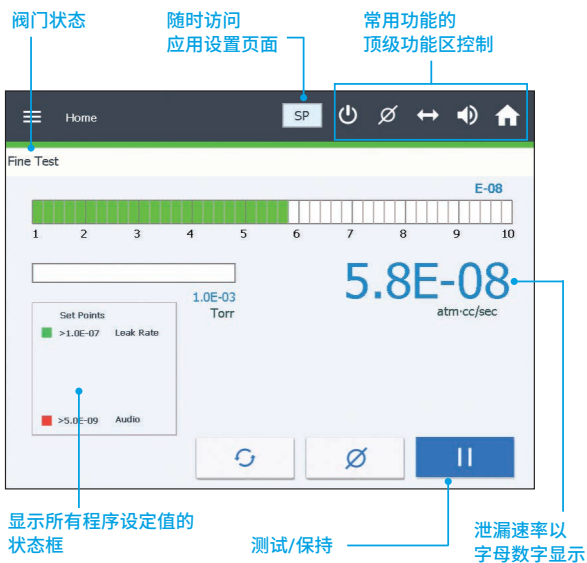 阀门状态
随时访问
应用设置页面
常用功能的
顶级功能区控制
Home
SP
Fine Test
E-08
1 2 3 4 5 6 7 8 9 10
1.0E-03
Torr
5.8E-08
atm·cc/sec
Set Points
>1.0E-07 Leak Rate
>5.0E-09 Audio
显示所有程序设定值的
状态框
测试/保持
泄漏速率以
字母数字显示